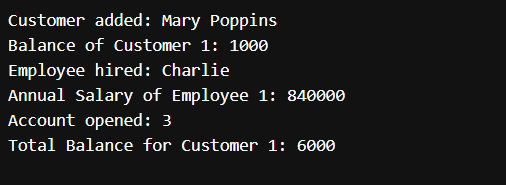 Customer added: Mary Poppins
Balance of Customer 1: 1000
Employee hired: Charlie
Annual Salary of Employee 1: 840000
Account opened: 3
Total Balance for Customer 1: 6000